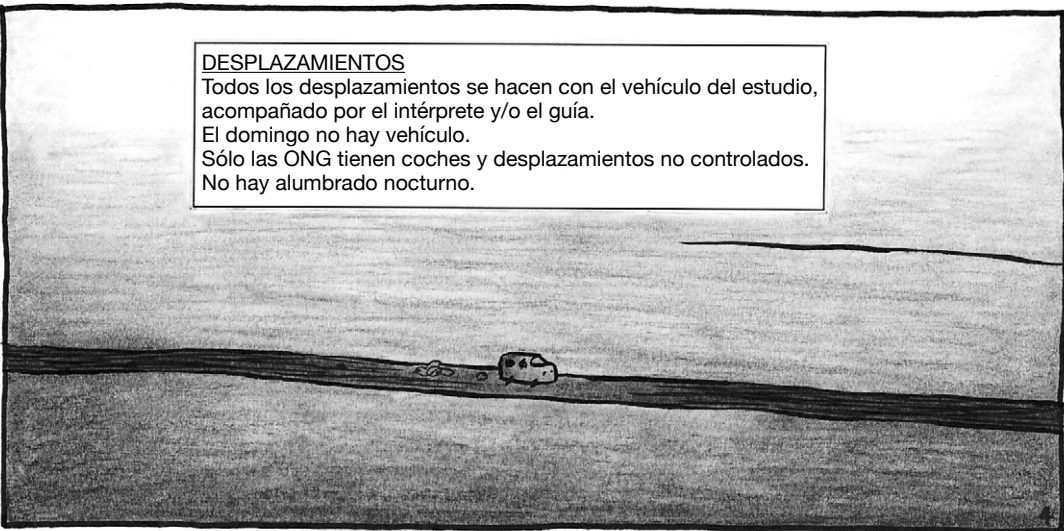 DESPLAZAMIENTOS
Todos los desplazamientos se hacen con el vehículo del estudio,
acompañado por el intérprete y/o el guía.
El domingo no hay vehículo.
Sólo las ONG tienen coches y desplazamientos no controlados.
No hay alumbrado nocturno.
4